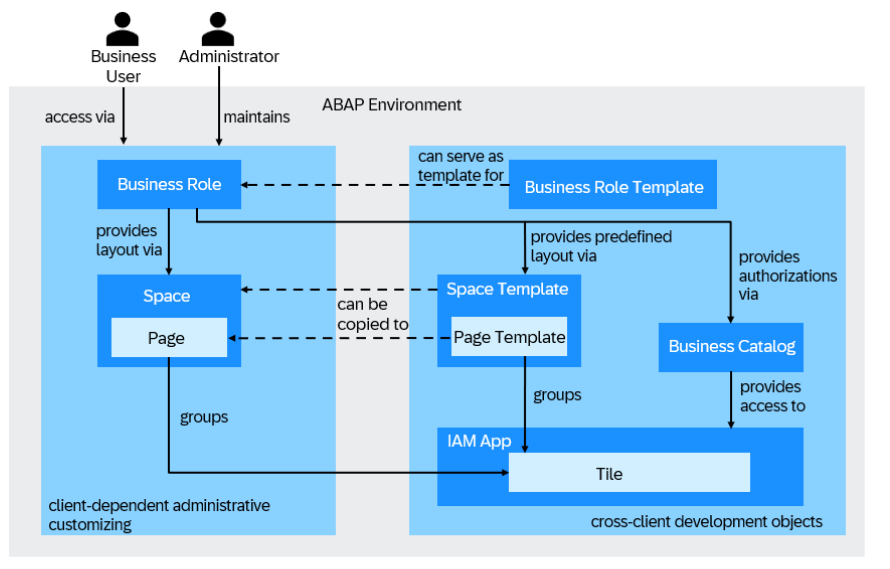 Business
User
Administrator
ABAP Environment
access via
maintains
can serve as
template for
Business Role
Business Role Template
provides
layout via
provides predefined
layout via
provides
authorizations
via
Space
Space Template
can be
copied to
Page
Page Template
Business Catalog
provides
access to
groups
groups
IAM App
Tile
client-dependent administrative
customizing
cross-client development objects